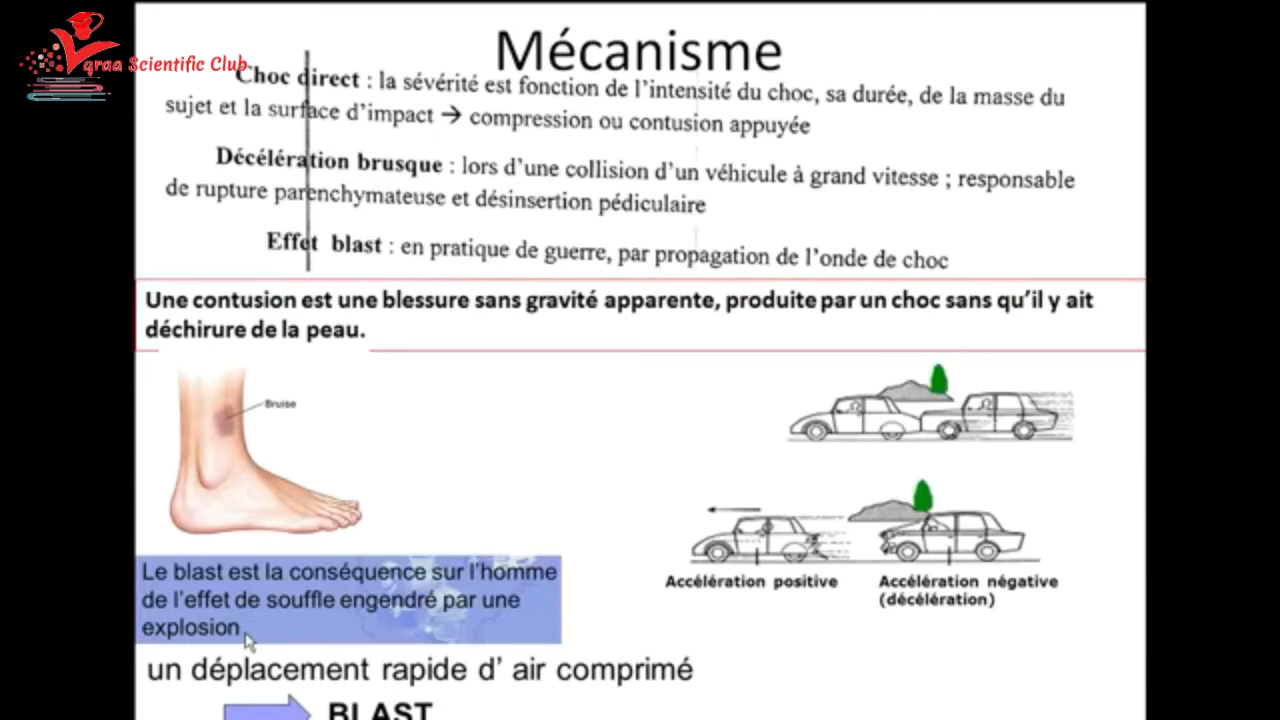 Mécanisme
qraa Scientific Club
Choc direct : la sévérité est fonction de l'intensité du choc, sa durée, de la masse du
sujet et la surface d'impact → compression ou contusion appuyée
Décélération brusque : lors d'une collision d'un véhicule à grand vitesse ; responsable
de rupture parenchymateuse et désinsertion pédiculaire
Effet blast : en pratique de guerre, par propagation de l'onde de choc
Une contusion est une blessure sans gravité apparente, produite par un choc sans qu'il y ait
déchirure de la peau.
Bruise
Accélération positive
Accélération négative
(décélération)
Le blast est la conséquence sur l'homme
de l'effet de souffle engendré par une
explosion
un déplacement rapide d' air comprimé
BLAST